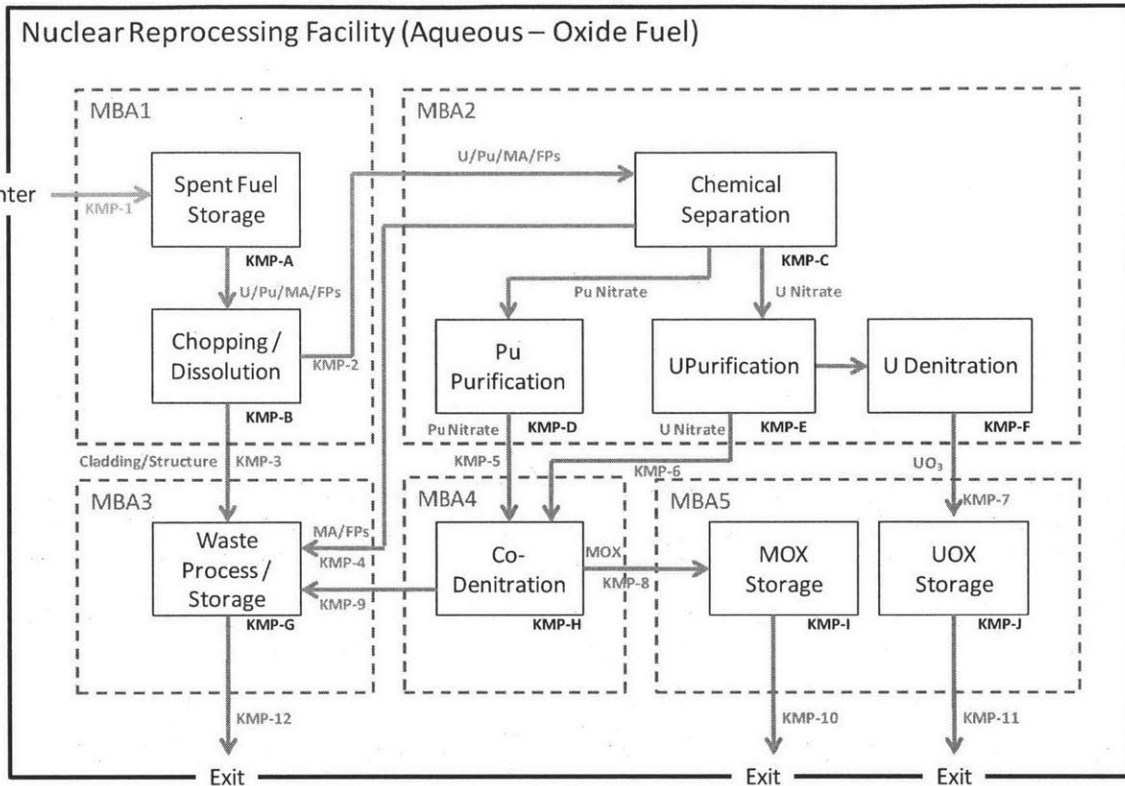 Nuclear Reprocessing Facility (Aqueous – Oxide Fuel)
MBA1
MBA2
U/Pu/MA/FPs
nter
KMP-1
Spent Fuel
Storage
KMP-A
Chemical
Separation
KMP-C
U/Pu/MA/FPs
Pu Nitrate
U Nitrate
Chopping /
Dissolution
KMP-2
KMP-B
Pu
Purification
KMP-D
UPurification
KMP-E
U Denitration
KMP-F
Cladding/Structure
KMP-3
Pu Nitrate
KMP-5
U Nitrate
KMP-6
UO₃
KMP-7
MBA3
MBA4
MBA5
Waste
Process /
Storage
KMP-G
MA/FPs
KMP-4
KMP-9
Co-
Denitration
KMP-H
MOX
KMP-8
MOX
Storage
KMP-I
UOX
Storage
KMP-J
KMP-12
KMP-10
KMP-11
Exit
Exit
Exit